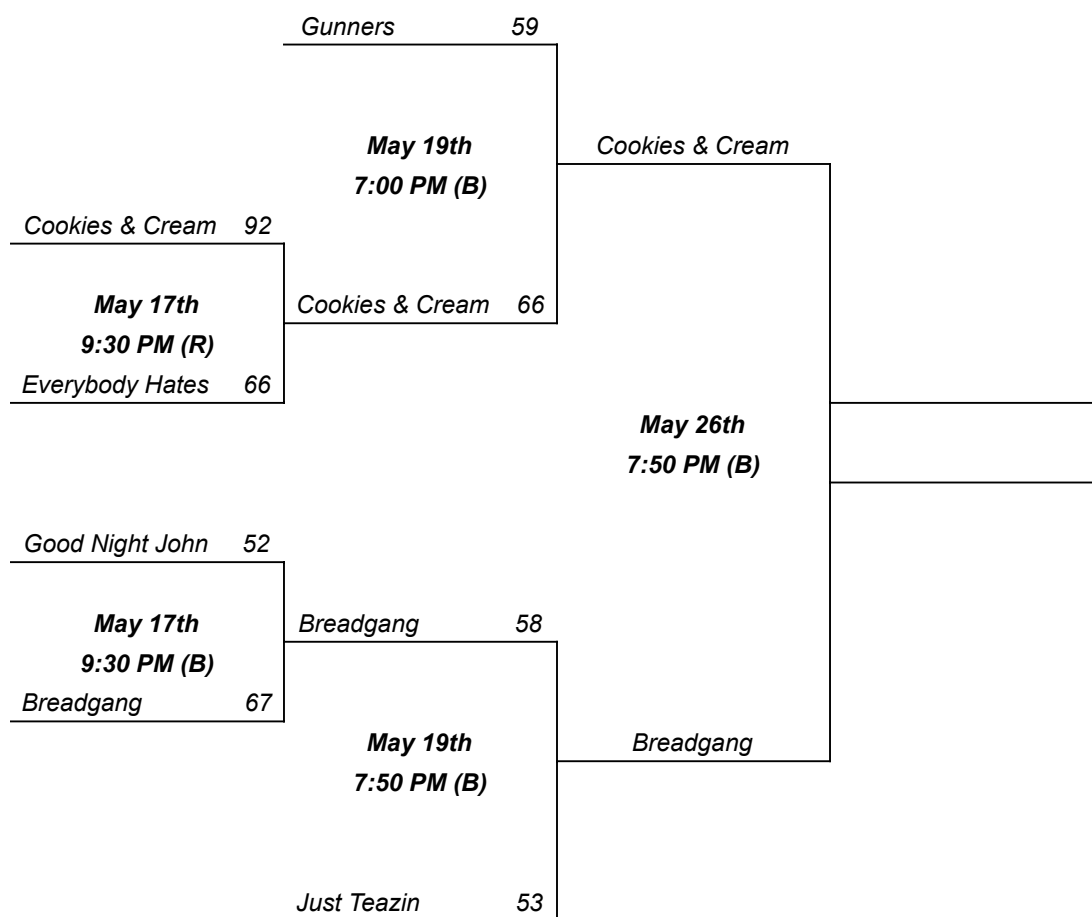 Gunners 59
May 19th
7:00 PM (B)
Cookies & Cream
Cookies & Cream 92
May 17th
9:30 PM (R)
Cookies & Cream 66
Everybody Hates 66
May 26th
7:50 PM (B)
Good Night John 52
May 17th
9:30 PM (B)
Breadgang 58
Breadgang 67
May 19th
7:50 PM (B)
Breadgang
Just Teazin 53